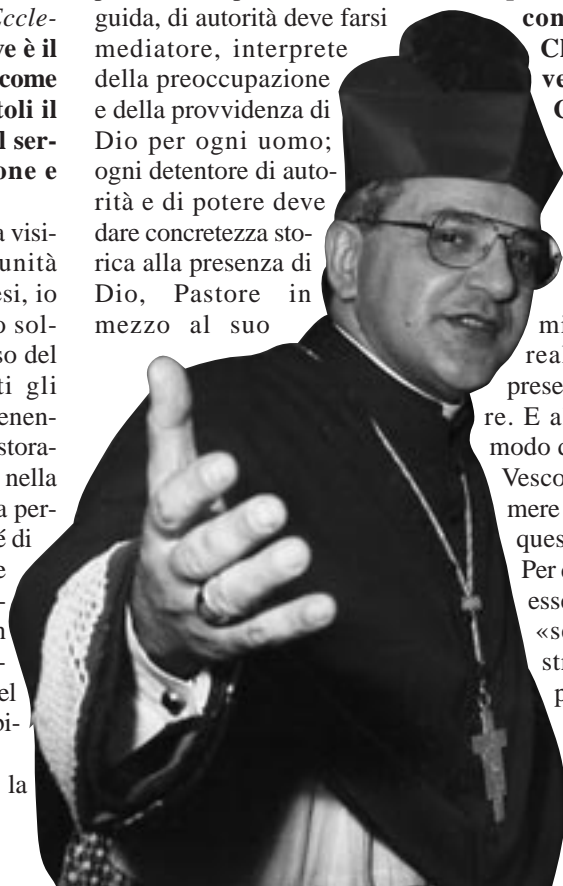 Eccle-
ve è il
come
toli il
l ser-
one e
a visi-
unità
esi, io
o sol-
so del
ti gli
enen-
stora-
nella
a per-
é di
e
-
n
-
el
pi-
la
guida, di autorità deve farsi
mediatore, interprete
della preoccupazione
e della provvidenza di
Dio per ogni uomo;
ogni detentore di auto-
rità e di potere deve
dare concretezza sto-
rica alla presenza di
Dio, Pastore in
mezzo al suo
con
ve
mi
real
prese
re. E a
modo
Vesco
mere
ques
Per
esse
str
p